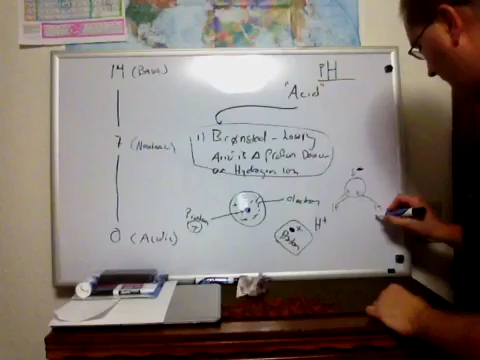 14 (Basic)
pH
"Acid"
7 (Neutral)
1) Brønsted - Lowry
Acid is A Proton Donor
or Hydrogen Ion
electron
Proton
+
H+
0 (Acidic)
H